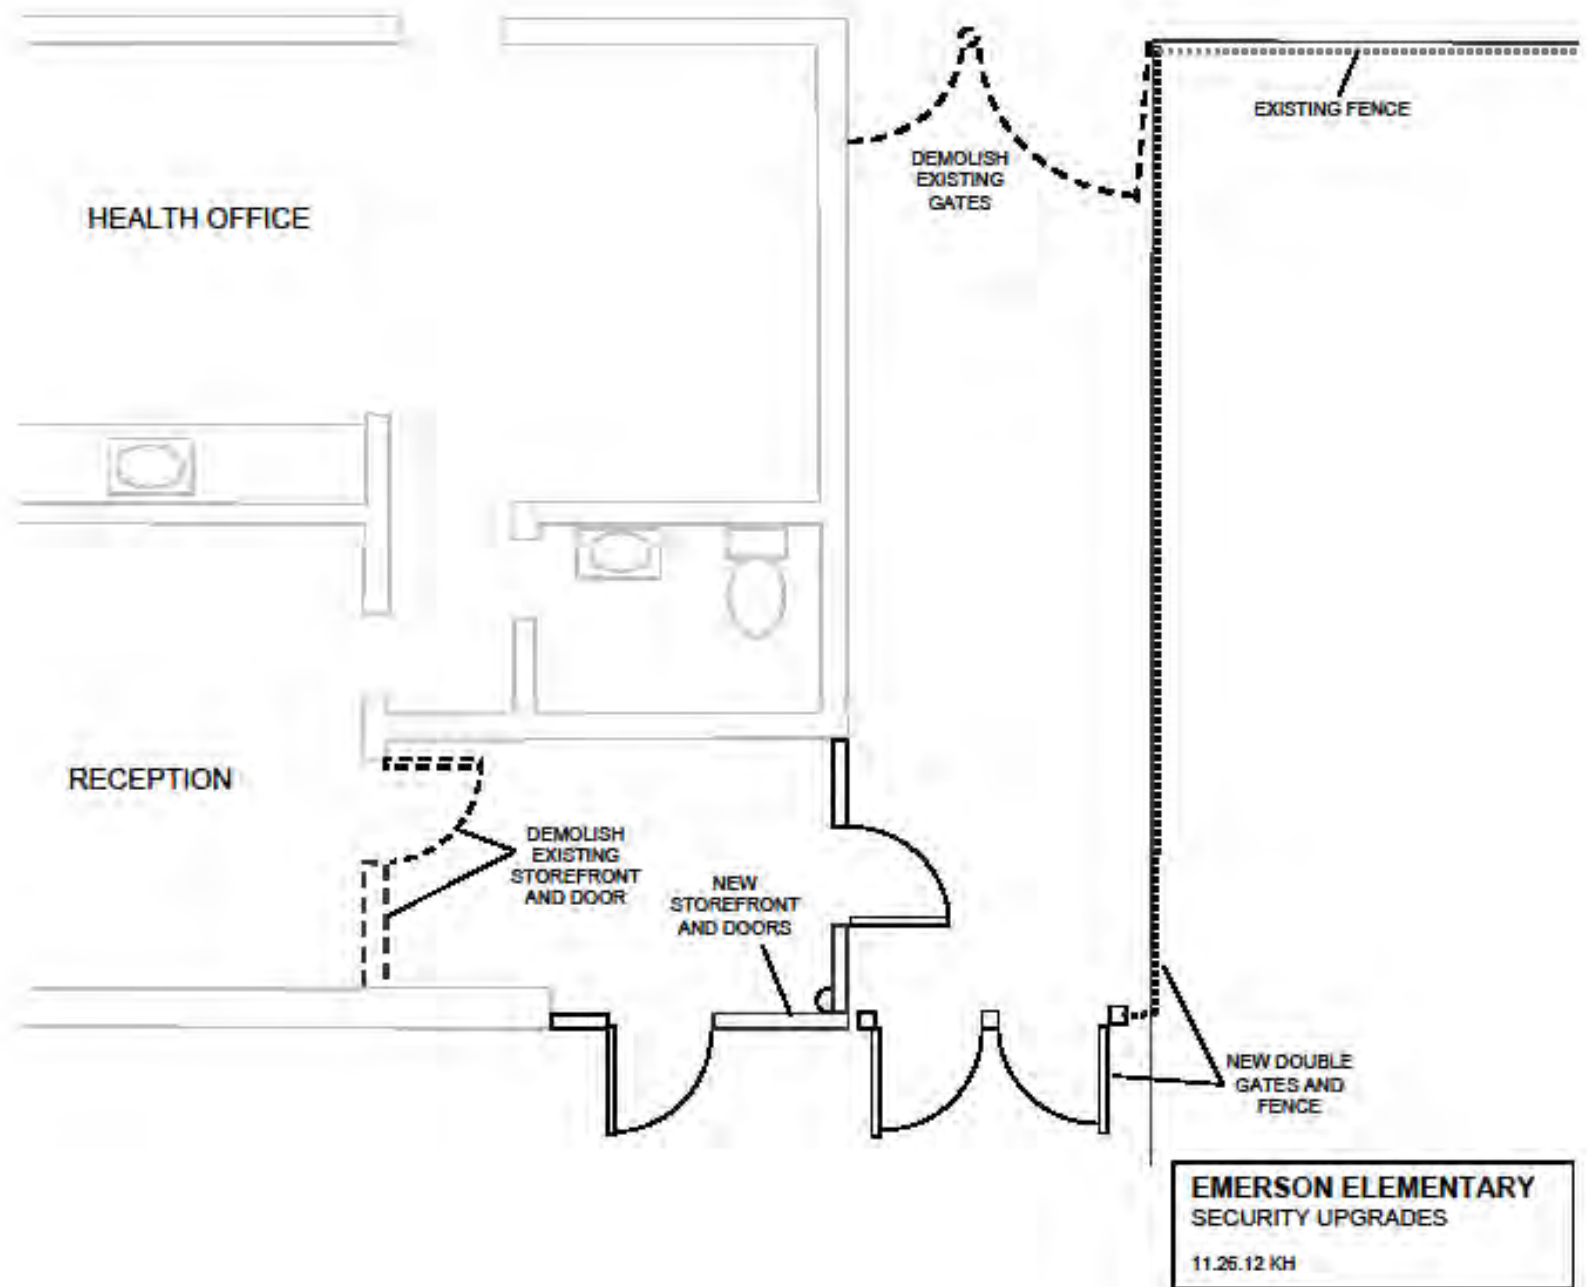 EXISTING FENCE
DEMOLISH
EXISTING
GATES
HEALTH OFFICE
RECEPTION
DEMOLISH
EXISTING
STOREFRONT
AND DOOR
NEW
STOREFRONT
AND DOORS
NEW DOUBLE
GATES AND
FENCE
EMERSON ELEMENTARY
SECURITY UPGRADES
11.26.12 KH